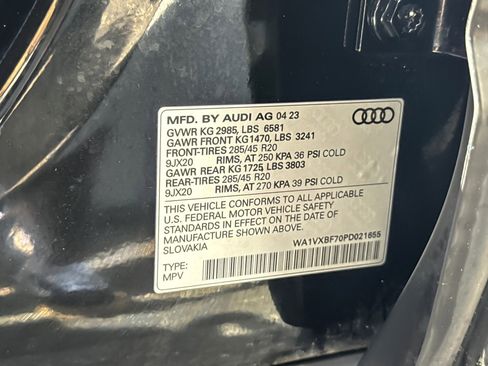 MFD. BY AUDI AG 04 23
GVWR KG 2985, LBS 6581
GAWR FRONT KG1470, LBS 3241
FRONT-TIRES 285/45 R20
9JX20 RIMS, AT 250 KPA 36 PSI COLD
GAWR REAR KG1725 LBS 3803
REAR-TIRES 285/45 R20
9JX20 RIMS, AT 270 KPA 39 PSI COLD
THIS VEHICLE CONFORMS TO ALL APPLICABLE
U.S. FEDERAL MOTOR VEHICLE SAFETY
STANDARDS IN EFFECT ON THE DATE OF
MANUFACTURE SHOWN ABOVE.
SLOVAKIA
WA1VXBF70PD021655
TYPE:
MPV